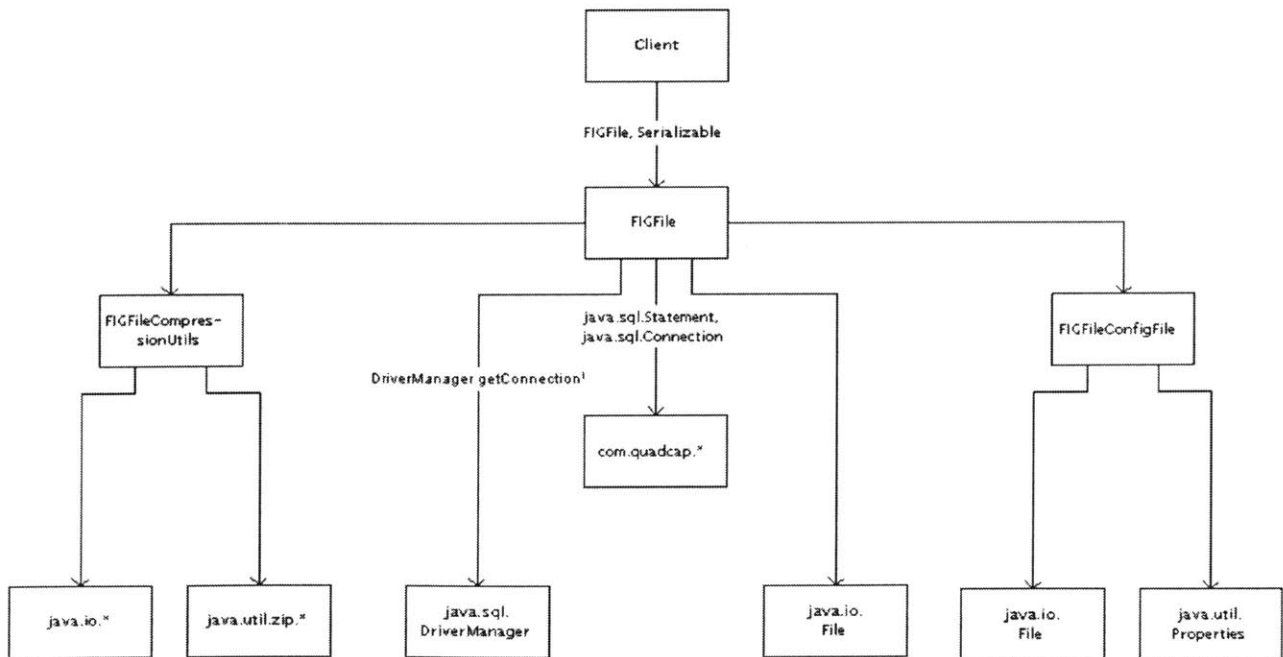 Client
FIGFile, Serializable
FIGFile
FIGFileCompres-
sionUtils
java.sql.Statement,
java.sql.Connection
FIGFileConfigFile
DriverManager getConnection¹
com.quadcap.*
java.io.*
java.util.zip.*
java.sql.
DriverManager
java.io.
File
java.io.
File
java.util.
Properties